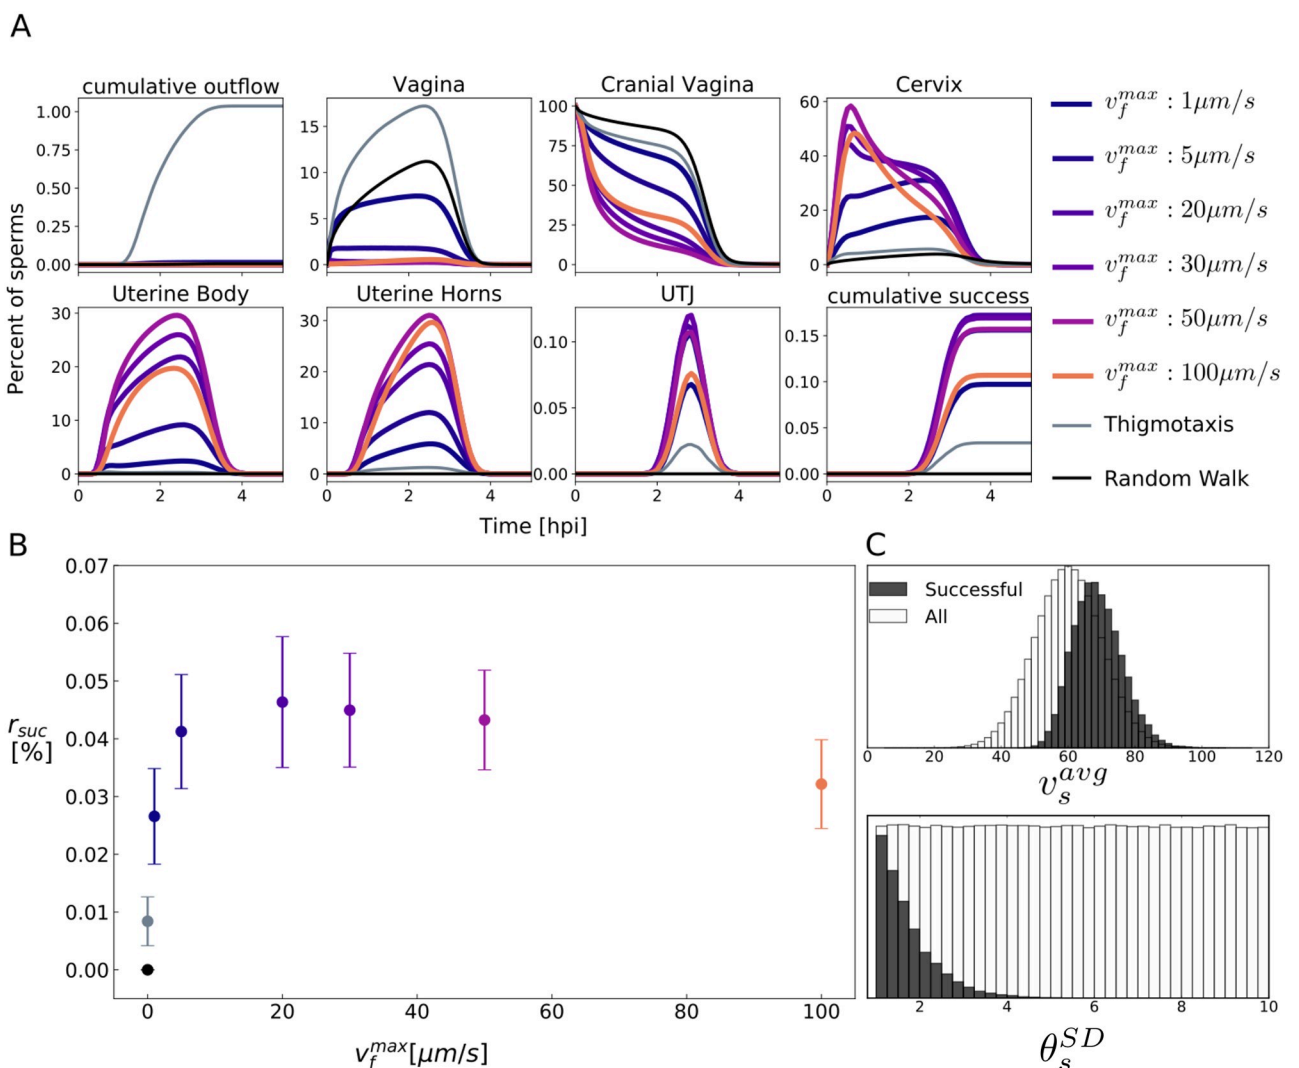 A
cumulative outflow
Vagina
Cranial Vagina
Cervix
Percent of sperms
1.00
0.75
0.50
0.25
0.00
15
10
5
0
100
75
50
25
0
60
40
20
0
v_f^max : 1μm/s
v_f^max : 5μm/s
v_f^max : 20μm/s
v_f^max : 30μm/s
v_f^max : 50μm/s
v_f^max : 100μm/s
Thigmotaxis
Random Walk
Uterine Body
Uterine Horns
UTJ
cumulative success
30
20
10
0
30
20
10
0
0.10
0.05
0.00
0.15
0.10
0.05
0.00
0 2 4
0 2 4
0 2 4
0 2 4
Time [hpi]
B
r_suc
[%]
0.07
0.06
0.05
0.04
0.03
0.02
0.01
0.00
0 20 40 60 80 100
v_f^max[μm/s]
C
Successful
All
0 20 40 60 80 100 120
v_s^avg
2 4 6 8 10
θ_s^SD